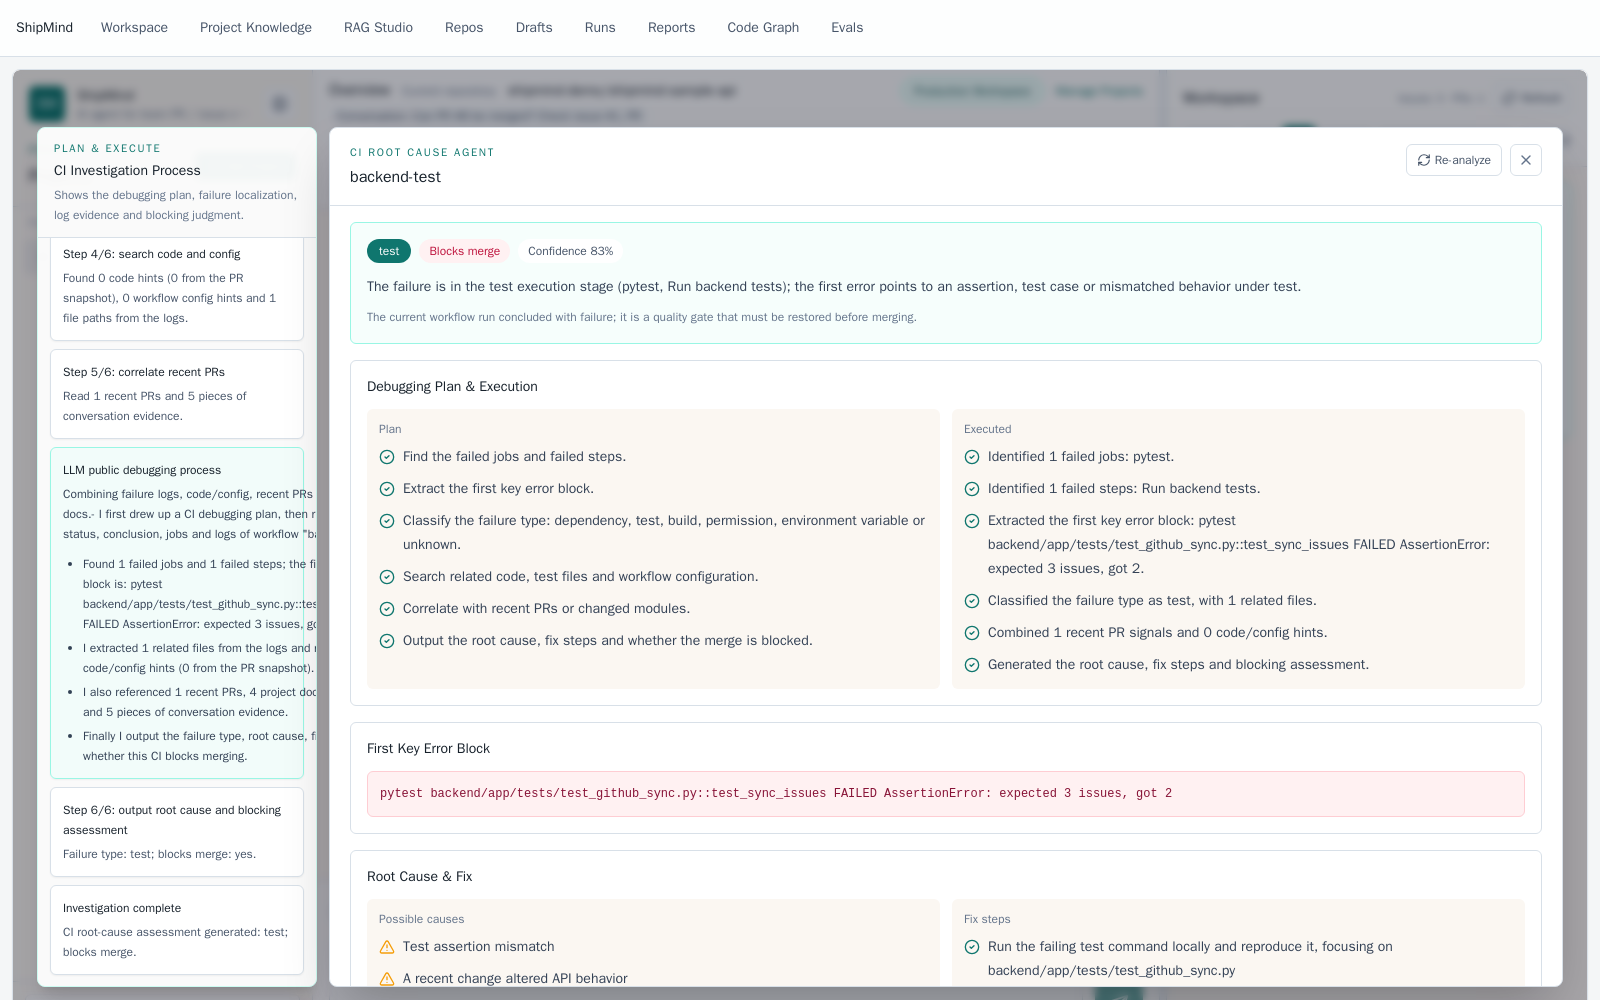 ShipMind Workspace Project Knowledge RAG Studio Repos Drafts Runs Reports Code Graph Evals
PLAN & EXECUTE
CI Investigation Process
Shows the debugging plan, failure localization,
log evidence and blocking judgment.
Step 4/6: search code and config
Found 0 code hints (0 from the PR
snapshot), 0 workflow config hints and 1
file paths from the logs.
Step 5/6: correlate recent PRs
Read 1 recent PRs and 5 pieces of
conversation evidence.
LLM public debugging process
Combining failure logs, code/config, recent PRs
docs.- I first drew up a CI debugging plan, then r
status, conclusion, jobs and logs of workflow "ba
Found 1 failed jobs and 1 failed steps; the fi
block is: pytest
backend/app/tests/test_github_sync.py::tes
FAILED AssertionError: expected 3 issues, go
I extracted 1 related files from the logs and
code/config hints (0 from the PR snapshot).
I also referenced 1 recent PRs, 4 project doc
and 5 pieces of conversation evidence.
Finally I output the failure type, root cause, f
whether this CI blocks merging.
Step 6/6: output root cause and blocking
assessment
Failure type: test; blocks merge: yes.
Investigation complete
CI root-cause assessment generated: test;
blocks merge.
CI ROOT CAUSE AGENT
backend-test
Re-analyze
test Blocks merge Confidence 83%
The failure is in the test execution stage (pytest, Run backend tests); the first error points to an assertion, test case or mismatched behavior under test.
The current workflow run concluded with failure; it is a quality gate that must be restored before merging.
Debugging Plan & Execution
Plan
Find the failed jobs and failed steps.
Extract the first key error block.
Classify the failure type: dependency, test, build, permission, environment variable or
unknown.
Search related code, test files and workflow configuration.
Correlate with recent PRs or changed modules.
Output the root cause, fix steps and whether the merge is blocked.
Executed
Identified 1 failed jobs: pytest.
Identified 1 failed steps: Run backend tests.
Extracted the first key error block: pytest
backend/app/tests/test_github_sync.py::test_sync_issues FAILED AssertionError:
expected 3 issues, got 2.
Classified the failure type as test, with 1 related files.
Combined 1 recent PR signals and 0 code/config hints.
Generated the root cause, fix steps and blocking assessment.
First Key Error Block
pytest backend/app/tests/test_github_sync.py::test_sync_issues FAILED AssertionError: expected 3 issues, got 2
Root Cause & Fix
Possible causes
Test assertion mismatch
A recent change altered API behavior
Fix steps
Run the failing test command locally and reproduce it, focusing on
backend/app/tests/test_github_sync.py